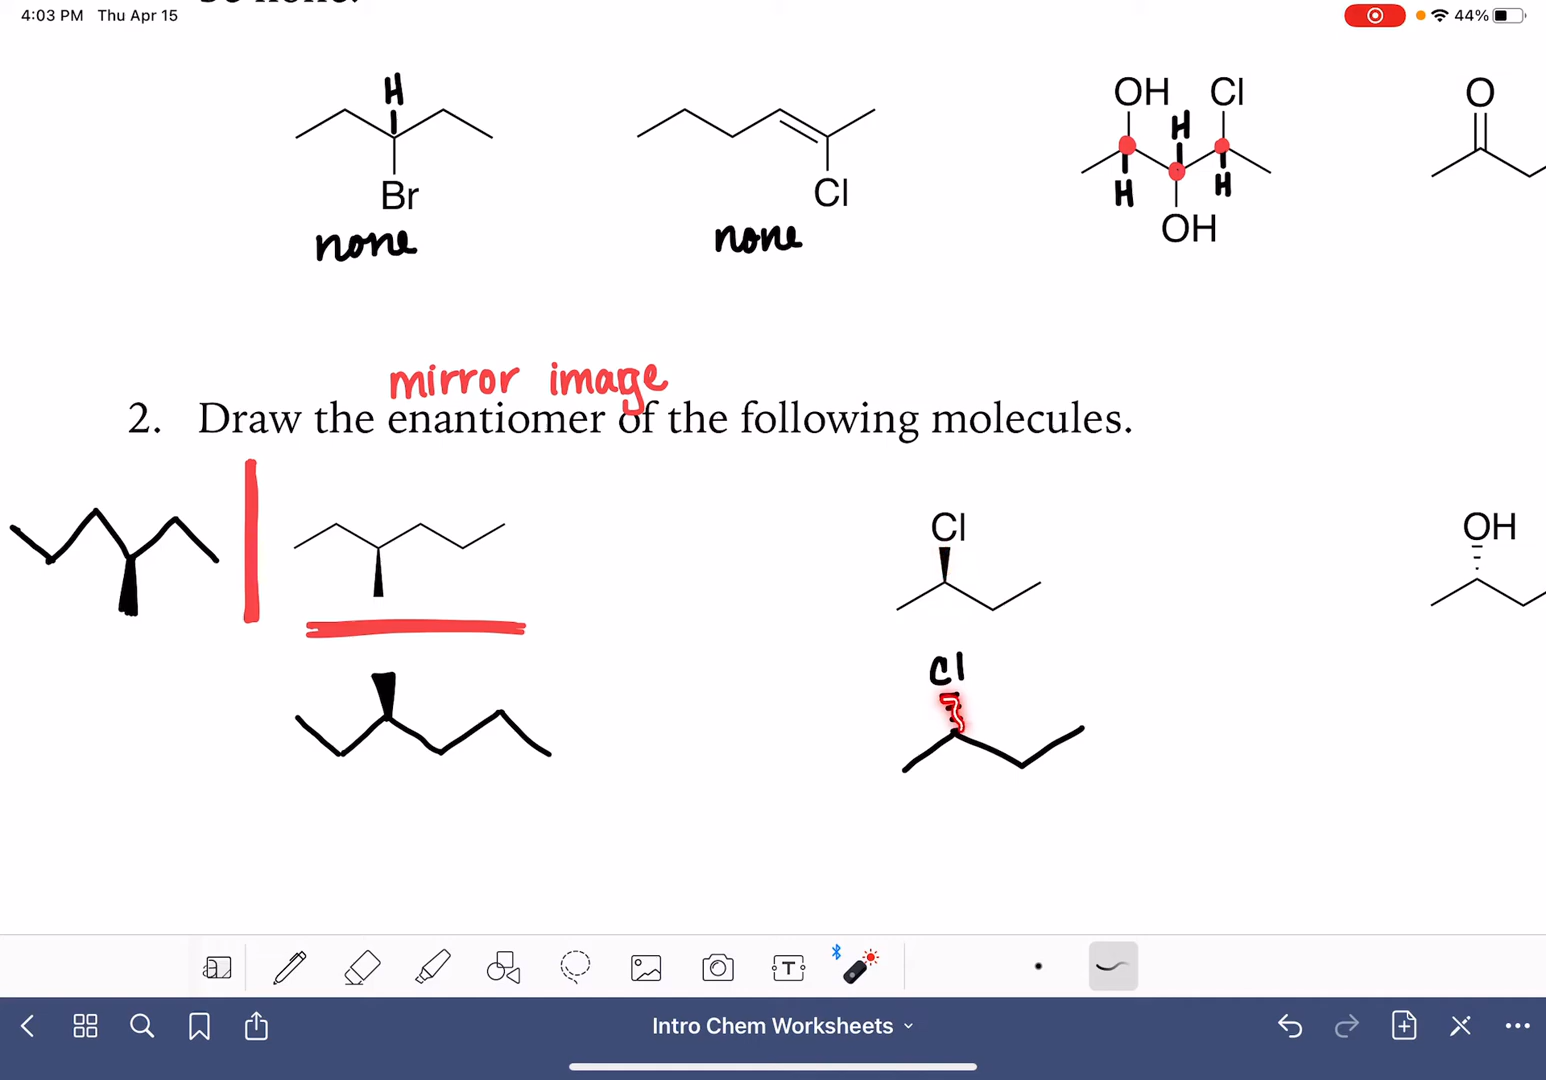 4:03 PM Thu Apr 15 44%
H OH Cl O
H
Br Cl H H
none none OH
mirror image
2. Draw the enantiomer of the following molecules.
Cl OH
Cl
T
Intro Chem Worksheets